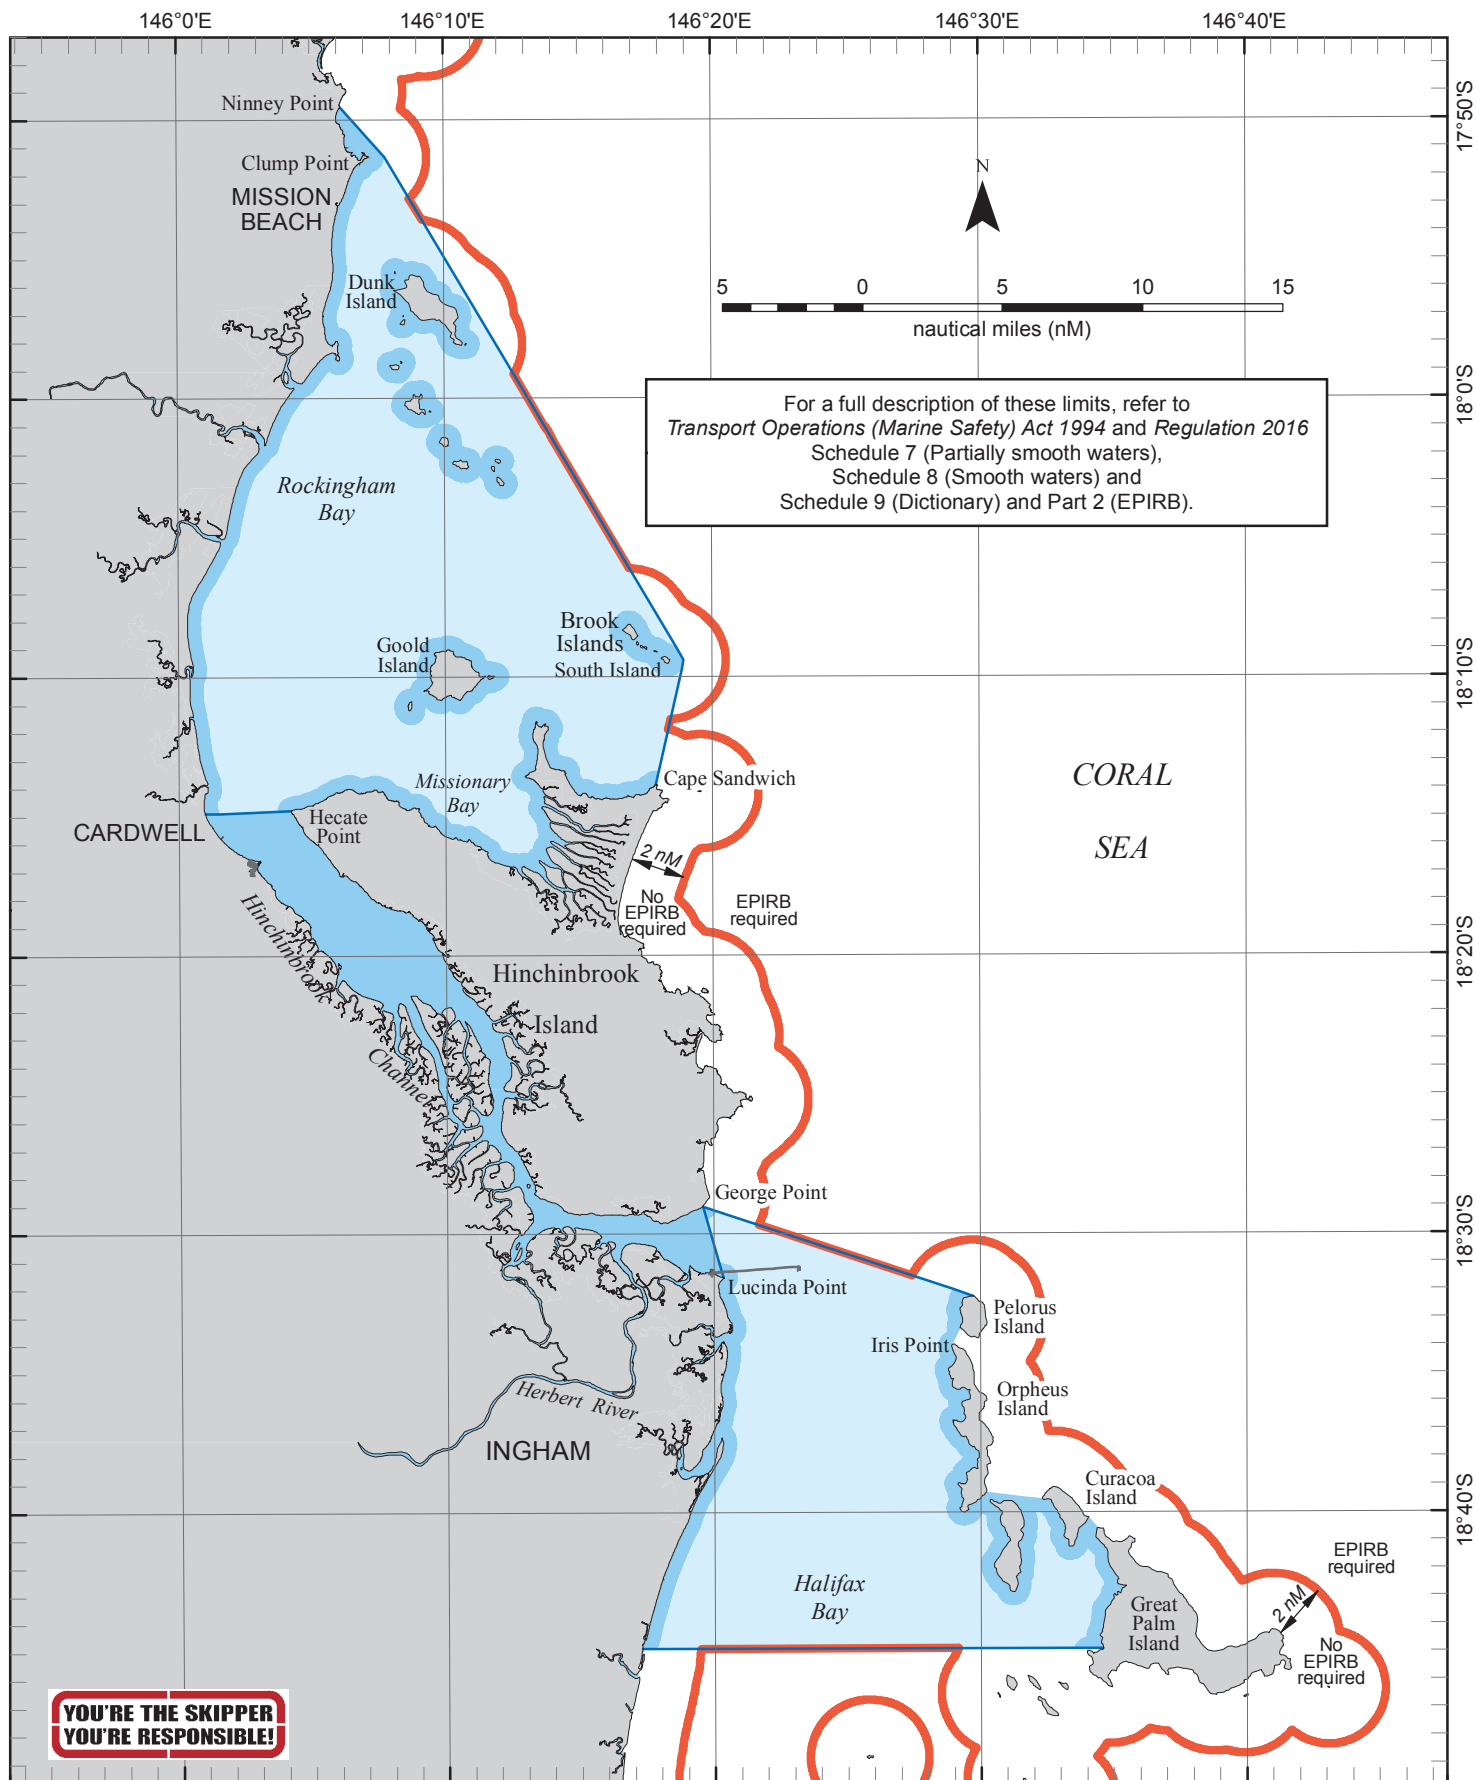 146°0'E
146°10'E
146°20'E
146°30'E
146°40'E
Ninney Point
17°50'S
Clump Point
MISSION
BEACH
N
Dunk
Island
5 0 5 10 15
nautical miles (nM)
18°0'S
For a full description of these limits, refer to
Transport Operations (Marine Safety) Act 1994 and Regulation 2016
Schedule 7 (Partially smooth waters),
Schedule 8 (Smooth waters) and
Schedule 9 (Dictionary) and Part 2 (EPIRB).
Rockingham
Bay
Brook
Islands
South Island
Goold
Island
18°10'S
Missionary
Bay
Cape Sandwich
CORAL
SEA
CARDWELL
Hecate
Point
2 nM
No
EPIRB
required
EPIRB
required
Hinchinbrook
Channel
18°20'S
Hinchinbrook
Island
George Point
18°30'S
Lucinda Point
Pelorus
Island
Iris Point
Orpheus
Island
Herbert River
INGHAM
Curacoa
Island
18°40'S
EPIRB
required
Halifax
Bay
2 nM
Great
Palm
Island
No
EPIRB
required
YOU'RE THE SKIPPER
YOU'RE RESPONSIBLE!